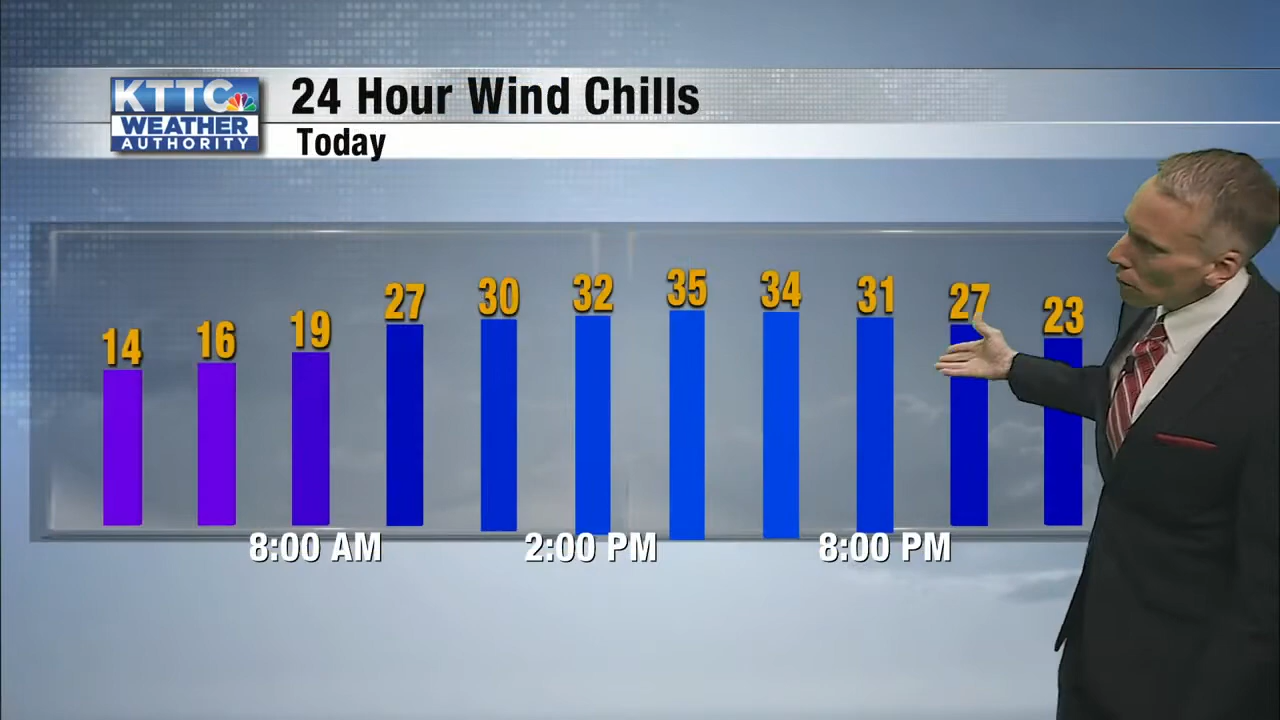 KTTC
WEATHER
AUTHORITY
24 Hour Wind Chills
Today
14 16 19 27 30 32 35 34 31 27 23
8:00 AM 2:00 PM 8:00 PM